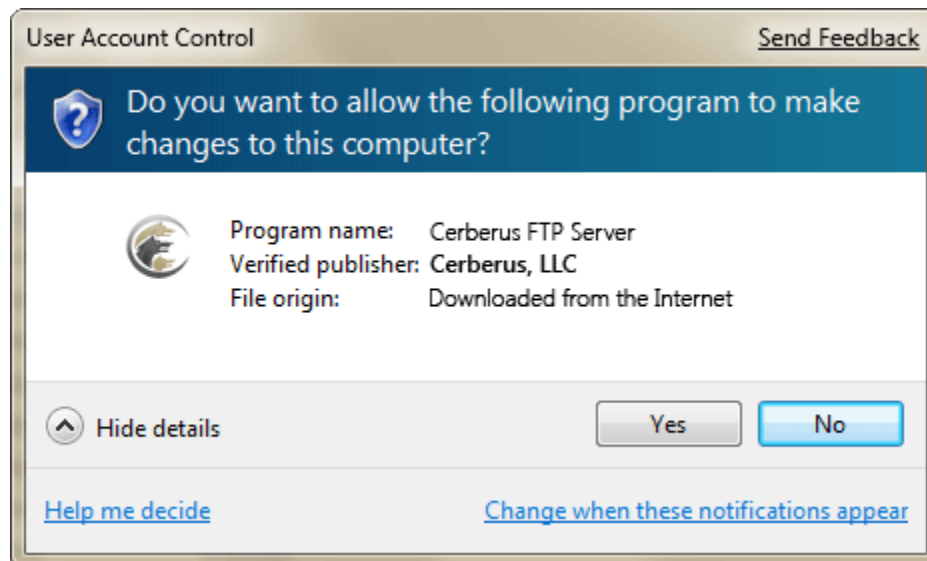 User Account Control Send Feedback
Do you want to allow the following program to make
changes to this computer?
Program name: Cerberus FTP Server
Verified publisher: Cerberus, LLC
File origin: Downloaded from the Internet
Hide details Yes No
Help me decide Change when these notifications appear